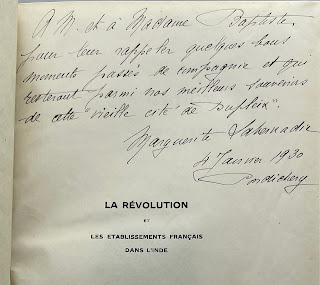 A M. et à Madame Baptiste,
pour leur rappeler quelques bons
moments passés de compagnie et qui
resteront parmi nos meilleurs souvenirs
de cette "vieille cité de Dupleix".
Marguerite Labernadie
4 Janvier 1930
Pondichéry
LA RÉVOLUTION
ET
LES ETABLISSEMENTS FRANÇAIS
DANS L'INDE